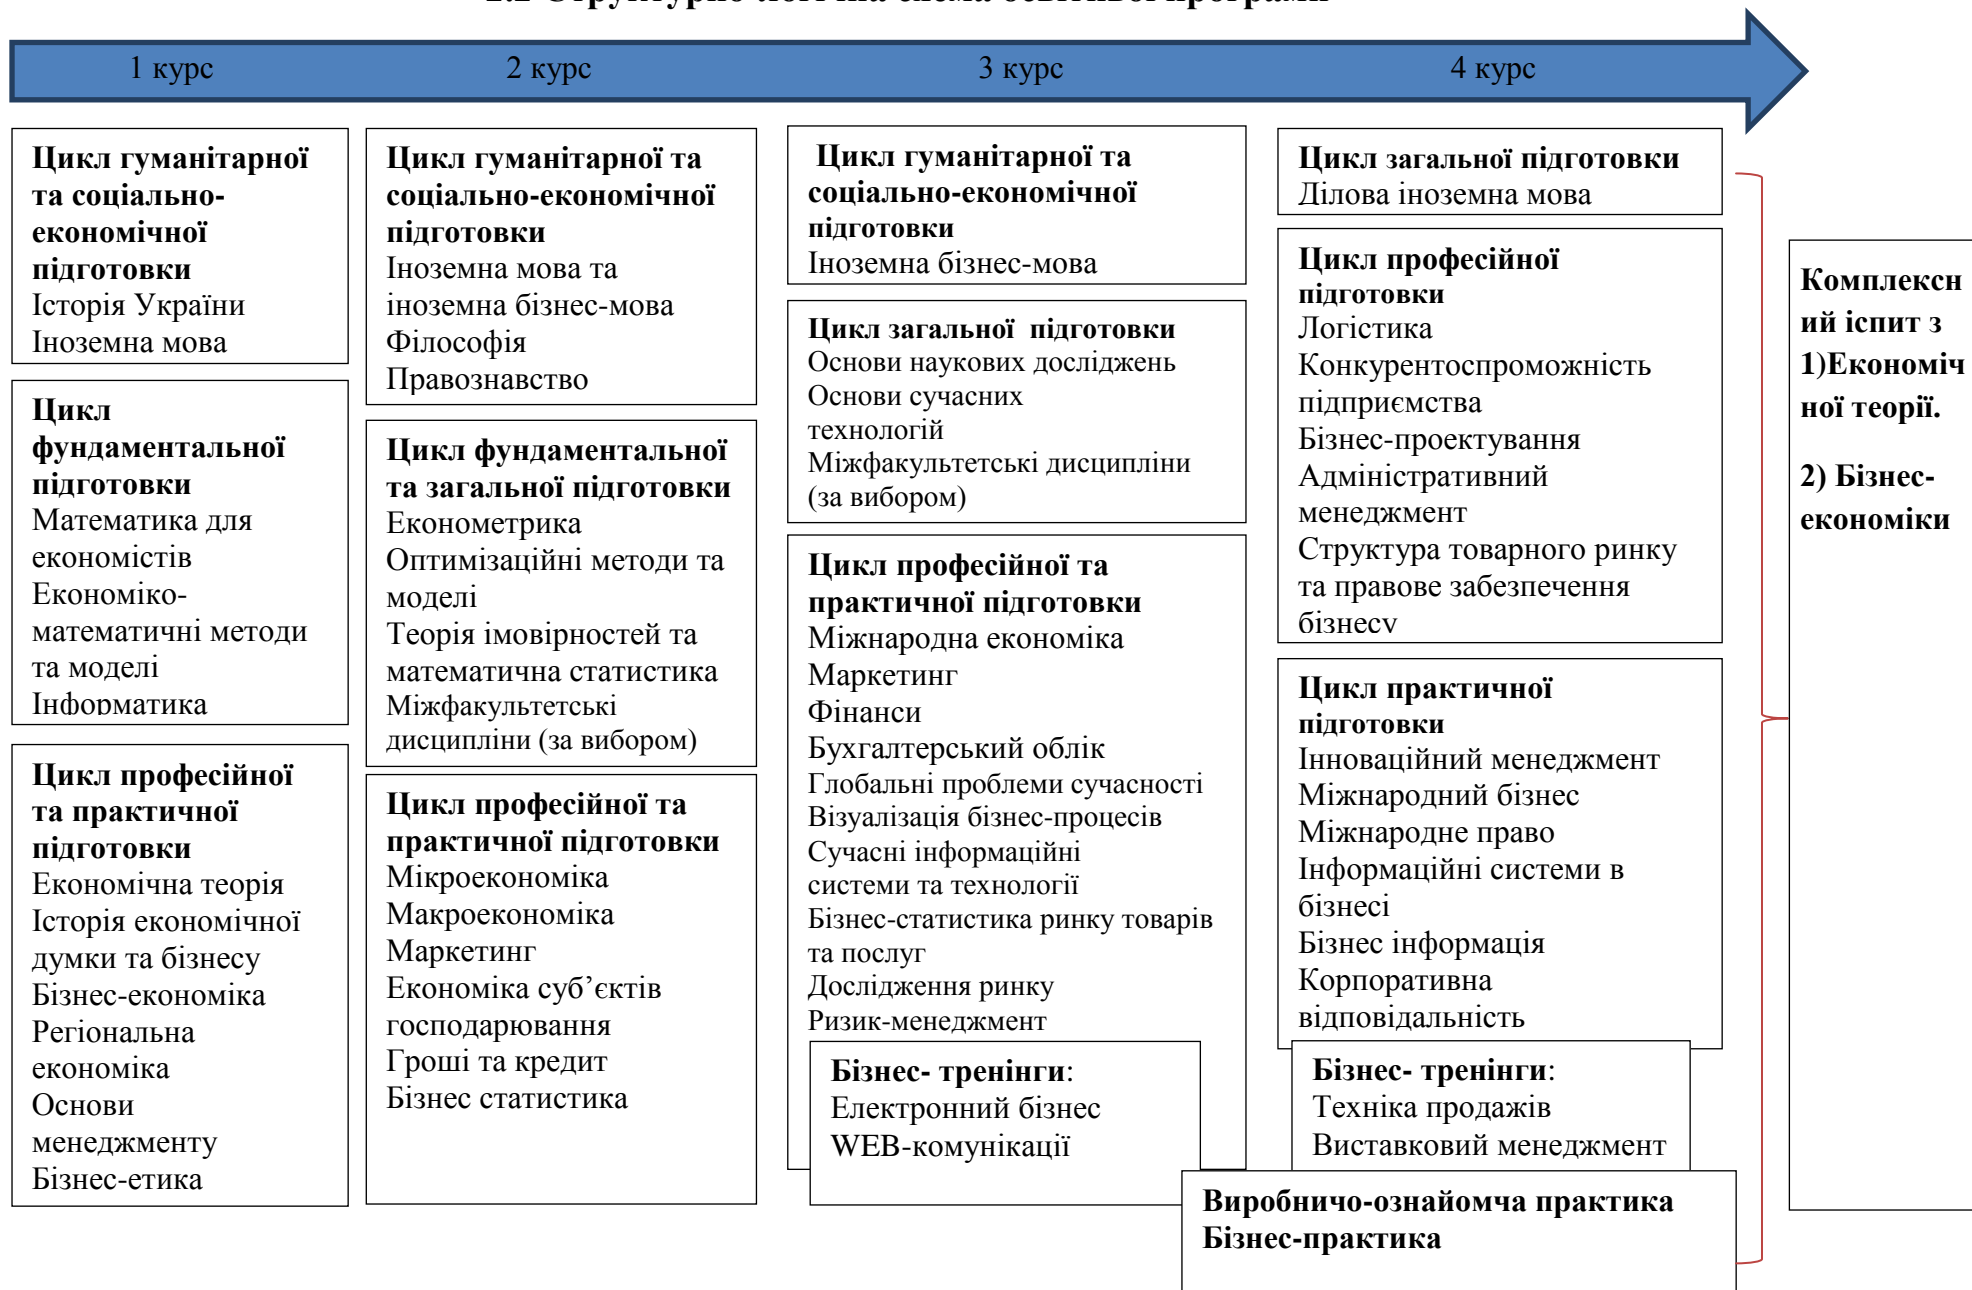 1 курс
2 курс
3 курс
4 курс
Цикл гуманітарної
та соціально-
економічної
підготовки
Історія України
Іноземна мова
Цикл
фундаментальної
підготовки
Математика для
економістів
Економіко-
математичні методи
та моделі
Інформатика
Цикл професійної
та практичної
підготовки
Економічна теорія
Історія економічної
думки та бізнесу
Бізнес-економіка
Регіональна
економіка
Основи
менеджменту
Бізнес-етика
Цикл гуманітарної та
соціально-економічної
підготовки
Іноземна мова та
іноземна бізнес-мова
Філософія
Правознавство
Цикл фундаментальної
та загальної підготовки
Економетрика
Оптимізаційні методи та
моделі
Теорія імовірностей та
математична статистика
Міжфакультетські
дисципліни (за вибором)
Цикл професійної та
практичної підготовки
Мікроекономіка
Макроекономіка
Маркетинг
Економіка суб’єктів
господарювання
Гроші та кредит
Бізнес статистика
Цикл гуманітарної та
соціально-економічної
підготовки
Іноземна бізнес-мова
Цикл загальної підготовки
Основи наукових досліджень
Основи сучасних
технологій
Міжфакультетські дисципліни
(за вибором)
Цикл професійної та
практичної підготовки
Міжнародна економіка
Маркетинг
Фінанси
Бухгалтерський облік
Глобальні проблеми сучасності
Візуалізація бізнес-процесів
Сучасні інформаційні
системи та технології
Бізнес-статистика ринку товарів
та послуг
Дослідження ринку
Ризик-менеджмент
Бізнес- тренінги:
Електронний бізнес
WEB-комунікації
Цикл загальної підготовки
Ділова іноземна мова
Цикл професійної
підготовки
Логістика
Конкурентоспроможність
підприємства
Бізнес-проектування
Адміністративний
менеджмент
Структура товарного ринку
та правове забезпечення
бізнесу
Цикл практичної
підготовки
Інноваційний менеджмент
Міжнародний бізнес
Міжнародне право
Інформаційні системи в
бізнесі
Бізнес інформація
Корпоративна
відповідальність
Бізнес- тренінги:
Техніка продажів
Виставковий менеджмент
Виробничо-ознайомча практика
Бізнес-практика
Комплексн
ий іспит з
1)Економіч
ної теорії.
2) Бізнес-
економіки